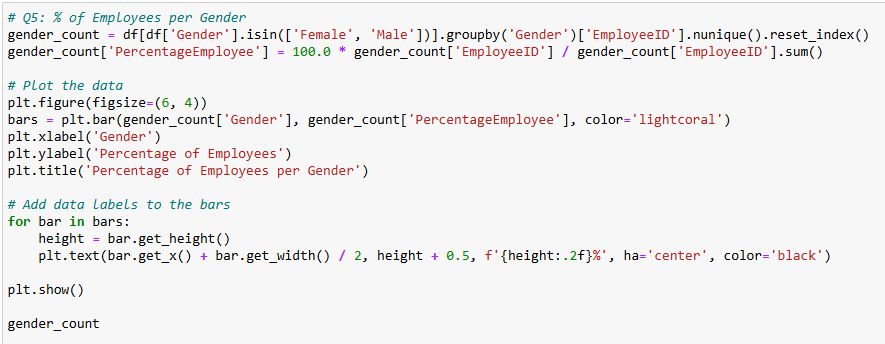 # Q5: % of Employees per Gender
gender_count = df[df['Gender'].isin(['Female', 'Male'])].groupby('Gender')['EmployeeID'].nunique().reset_index()
gender_count['PercentageEmployee'] = 100.0 * gender_count['EmployeeID'] / gender_count['EmployeeID'].sum()

# Plot the data
plt.figure(figsize=(6, 4))
bars = plt.bar(gender_count['Gender'], gender_count['PercentageEmployee'], color='lightcoral')
plt.xlabel('Gender')
plt.ylabel('Percentage of Employees')
plt.title('Percentage of Employees per Gender')

# Add data labels to the bars
for bar in bars:
    height = bar.get_height()
    plt.text(bar.get_x() + bar.get_width() / 2, height + 0.5, f'{height:.2f}%', ha='center', color='black')

plt.show()

gender_count